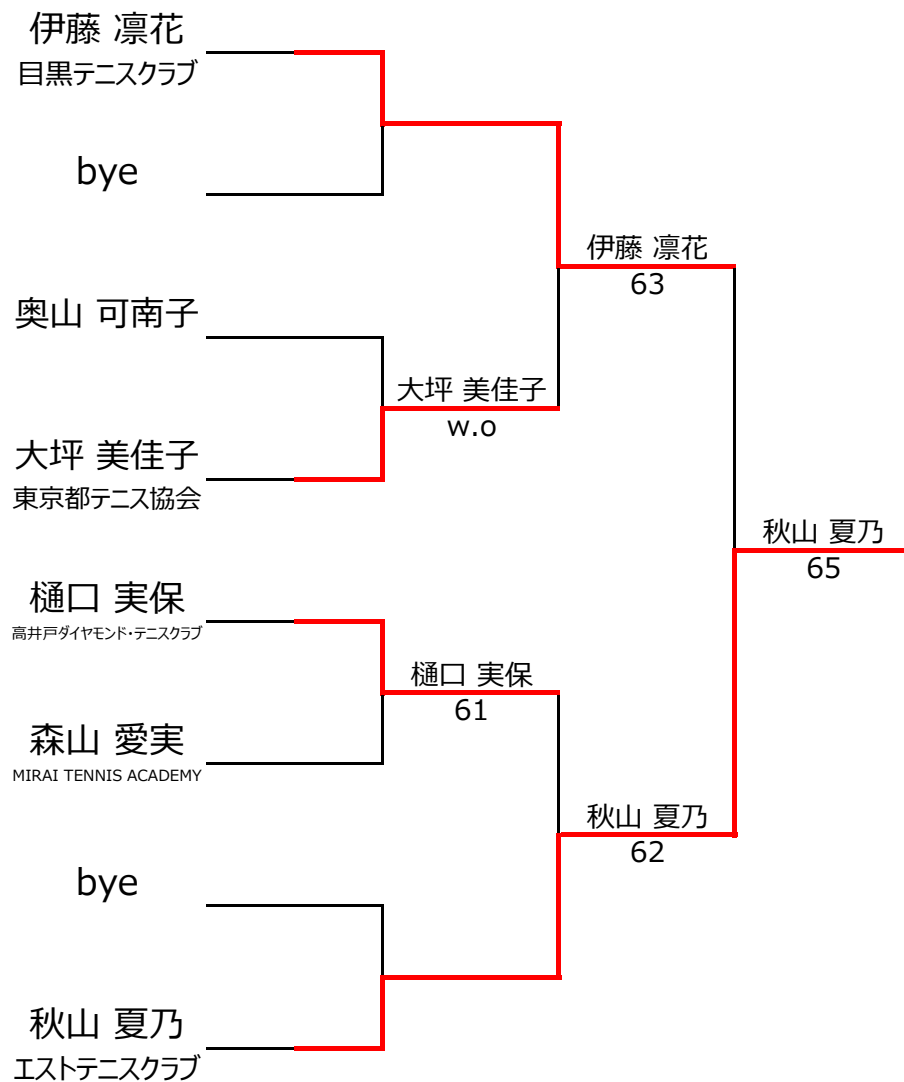 伊藤 凛花
目黒テニスクラブ
bye
奥山 可南子
大坪 美佳子
東京都テニス協会
樋口 実保
高井戸ダイヤモンド・テニスクラブ
森山 愛実
MIRAI TENNIS ACADEMY
bye
秋山 夏乃
エストテニスクラブ
大坪 美佳子
w.o
樋口 実保
61
伊藤 凛花
63
秋山 夏乃
62
秋山 夏乃
65